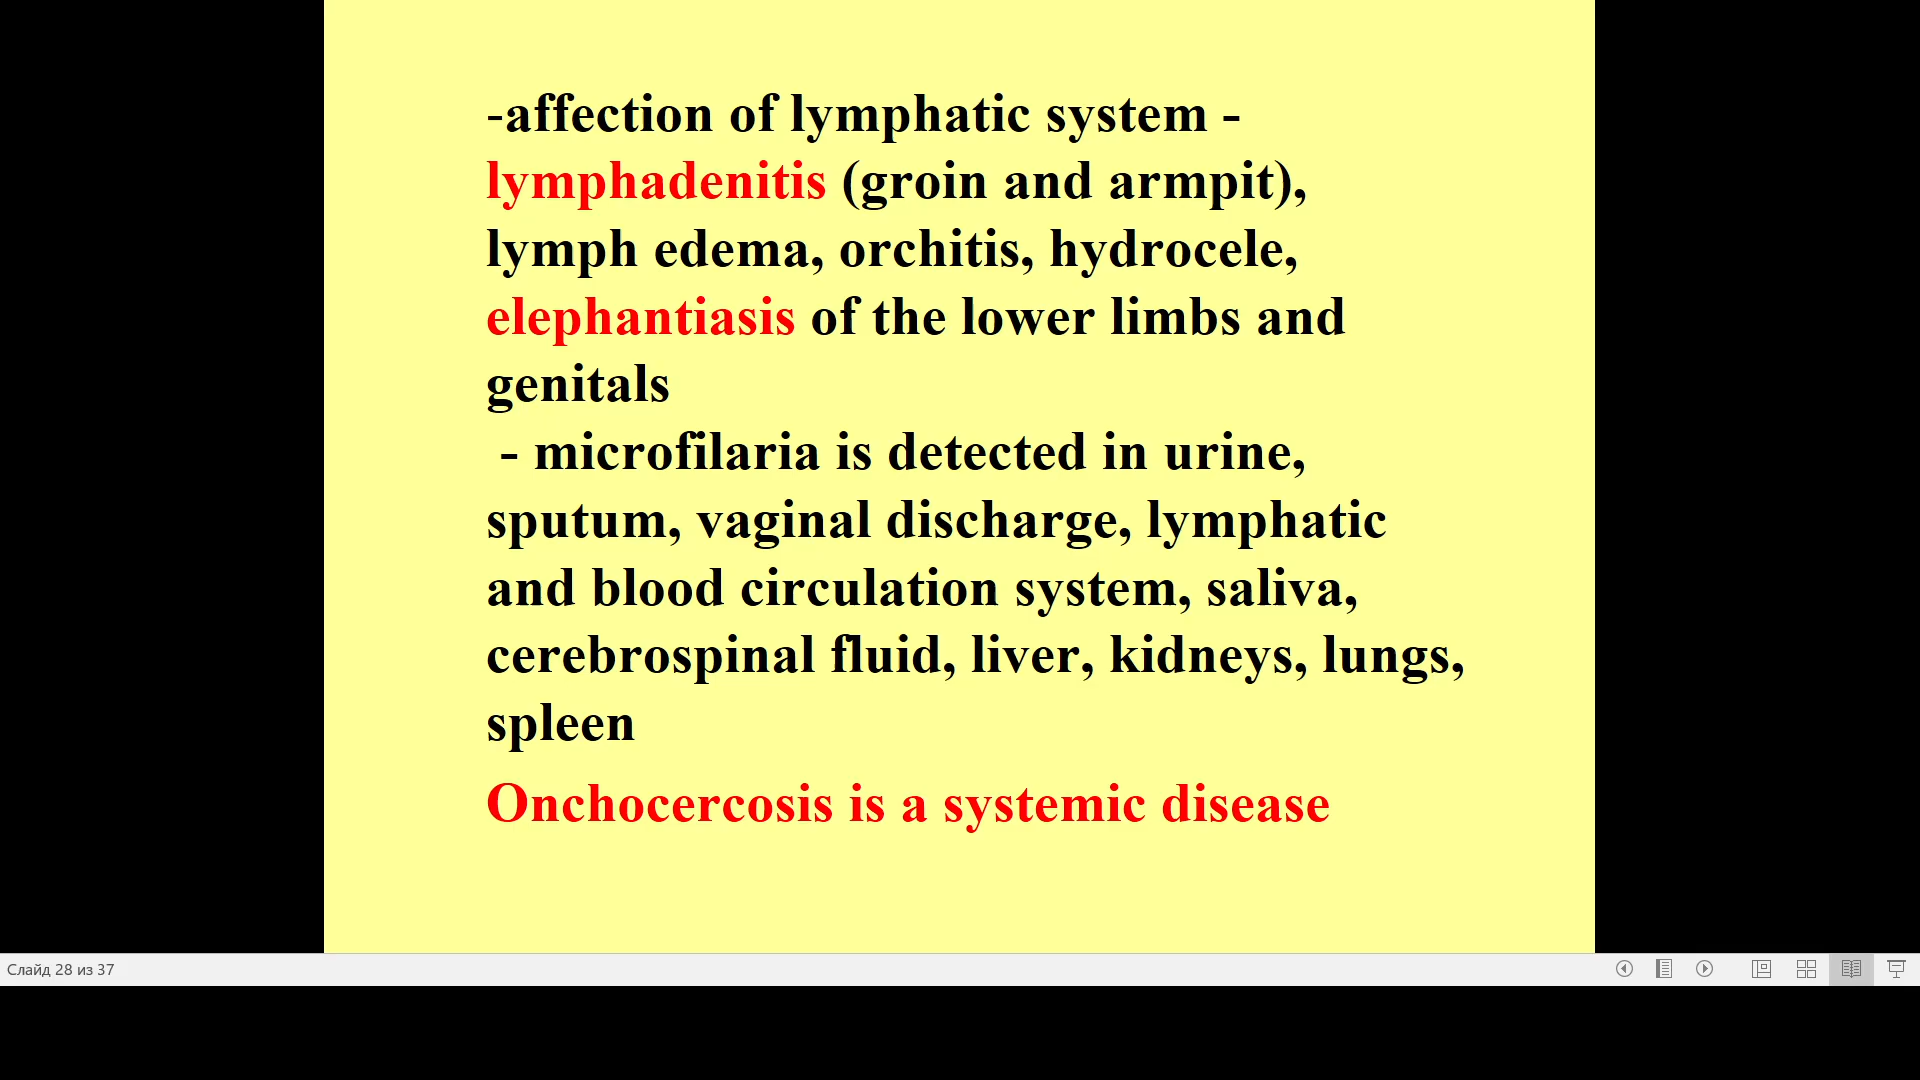 -affection of lymphatic system -
lymphadenitis (groin and armpit),
lymph edema, orchitis, hydrocele,
elephantiasis of the lower limbs and
genitals
- microfilaria is detected in urine,
sputum, vaginal discharge, lymphatic
and blood circulation system, saliva,
cerebrospinal fluid, liver, kidneys, lungs,
spleen
Onchocercosis is a systemic disease
Слайд 28 из 37